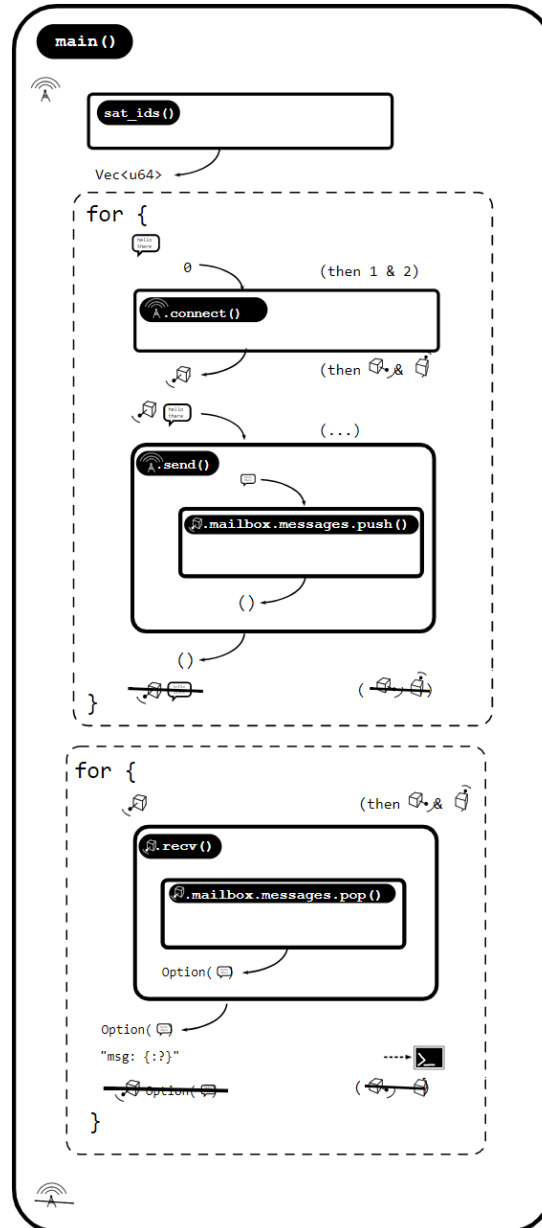 main()
sat_ids()
Vec<u64>
for {
hello there
0 (then 1 & 2)
.connect()
(then & 
hello there
(...)
.send()
.mailbox.messages.push()
()
()
( )
}
for {
(then &
.recv()
.mailbox.messages.pop()
Option( )
Option( )
"msg: {:?}"
>_
Option( ) (
}